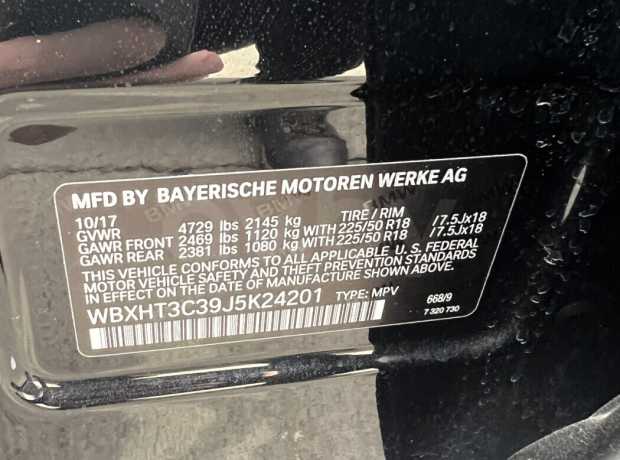 MFD BY BAYERISCHE MOTOREN WERKE AG
10/17 TIRE / RIM
GVWR 4729 lbs 2145 kg
GAWR FRONT 2469 lbs 1120 kg WITH 225/50 R18 /7.5Jx18
GAWR REAR 2381 lbs 1080 kg WITH 225/50 R18 /7.5Jx18
THIS VEHICLE CONFORMS TO ALL APPLICABLE U. S. FEDERAL
MOTOR VEHICLE SAFETY AND THEFT PREVENTION STANDARDS
IN EFFECT ON THE DATE OF MANUFACTURE SHOWN ABOVE.
WBXHT3C39J5K24201 TYPE: MPV 668/9
7 320 730